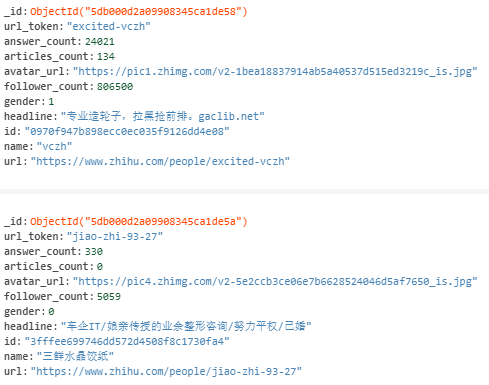 _id:ObjectId("5db000d2a09908345ca1de58")
url_token:"excited-vczh"
answer_count:24021
articles_count:134
avatar_url:"https://pic1.zhimg.com/v2-1bea18837914ab5a40537d515ed3219c_is.jpg"
follower_count:806500
gender:1
headline:"专业造轮子，拉黑抢前排。gaclib.net"
id:"0970f947b898ecc0ec035f9126dd4e08"
name:"vczh"
url:"https://www.zhihu.com/people/excited-vczh"
_id:ObjectId("5db000d2a09908345ca1de5a")
url_token:"jiao-zhi-93-27"
answer_count:330
articles_count:0
avatar_url:"https://pic4.zhimg.com/v2-5e2ccb3ce06e7b6628524046d5af7650_is.jpg"
follower_count:5059
gender:0
headline:"车企IT/娘亲传授的业余整形咨询/努力平权/已婚"
id:"3fffee699746dd572d4508f8c1730fa4"
name:"三鲜水晶饺纸"
url:"https://www.zhihu.com/people/jiao-zhi-93-27"